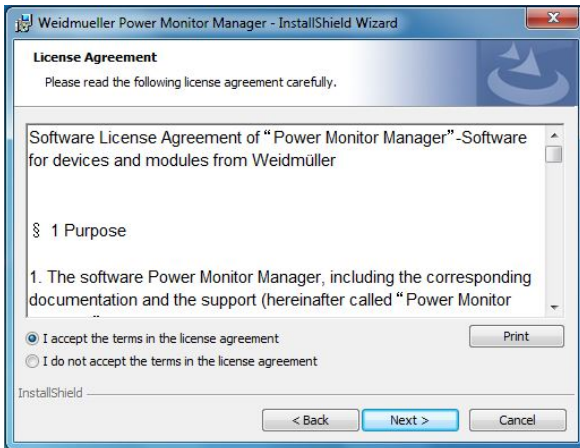 Weidmueller Power Monitor Manager - InstallShield Wizard
License Agreement
Please read the following license agreement carefully.
Software License Agreement of “Power Monitor Manager”-Software
for devices and modules from Weidmüller
§ 1 Purpose
1. The software Power Monitor Manager, including the corresponding
documentation and the support (hereinafter called “Power Monitor
I accept the terms in the license agreement
Print
I do not accept the terms in the license agreement
InstallShield
< Back
Next >
Cancel